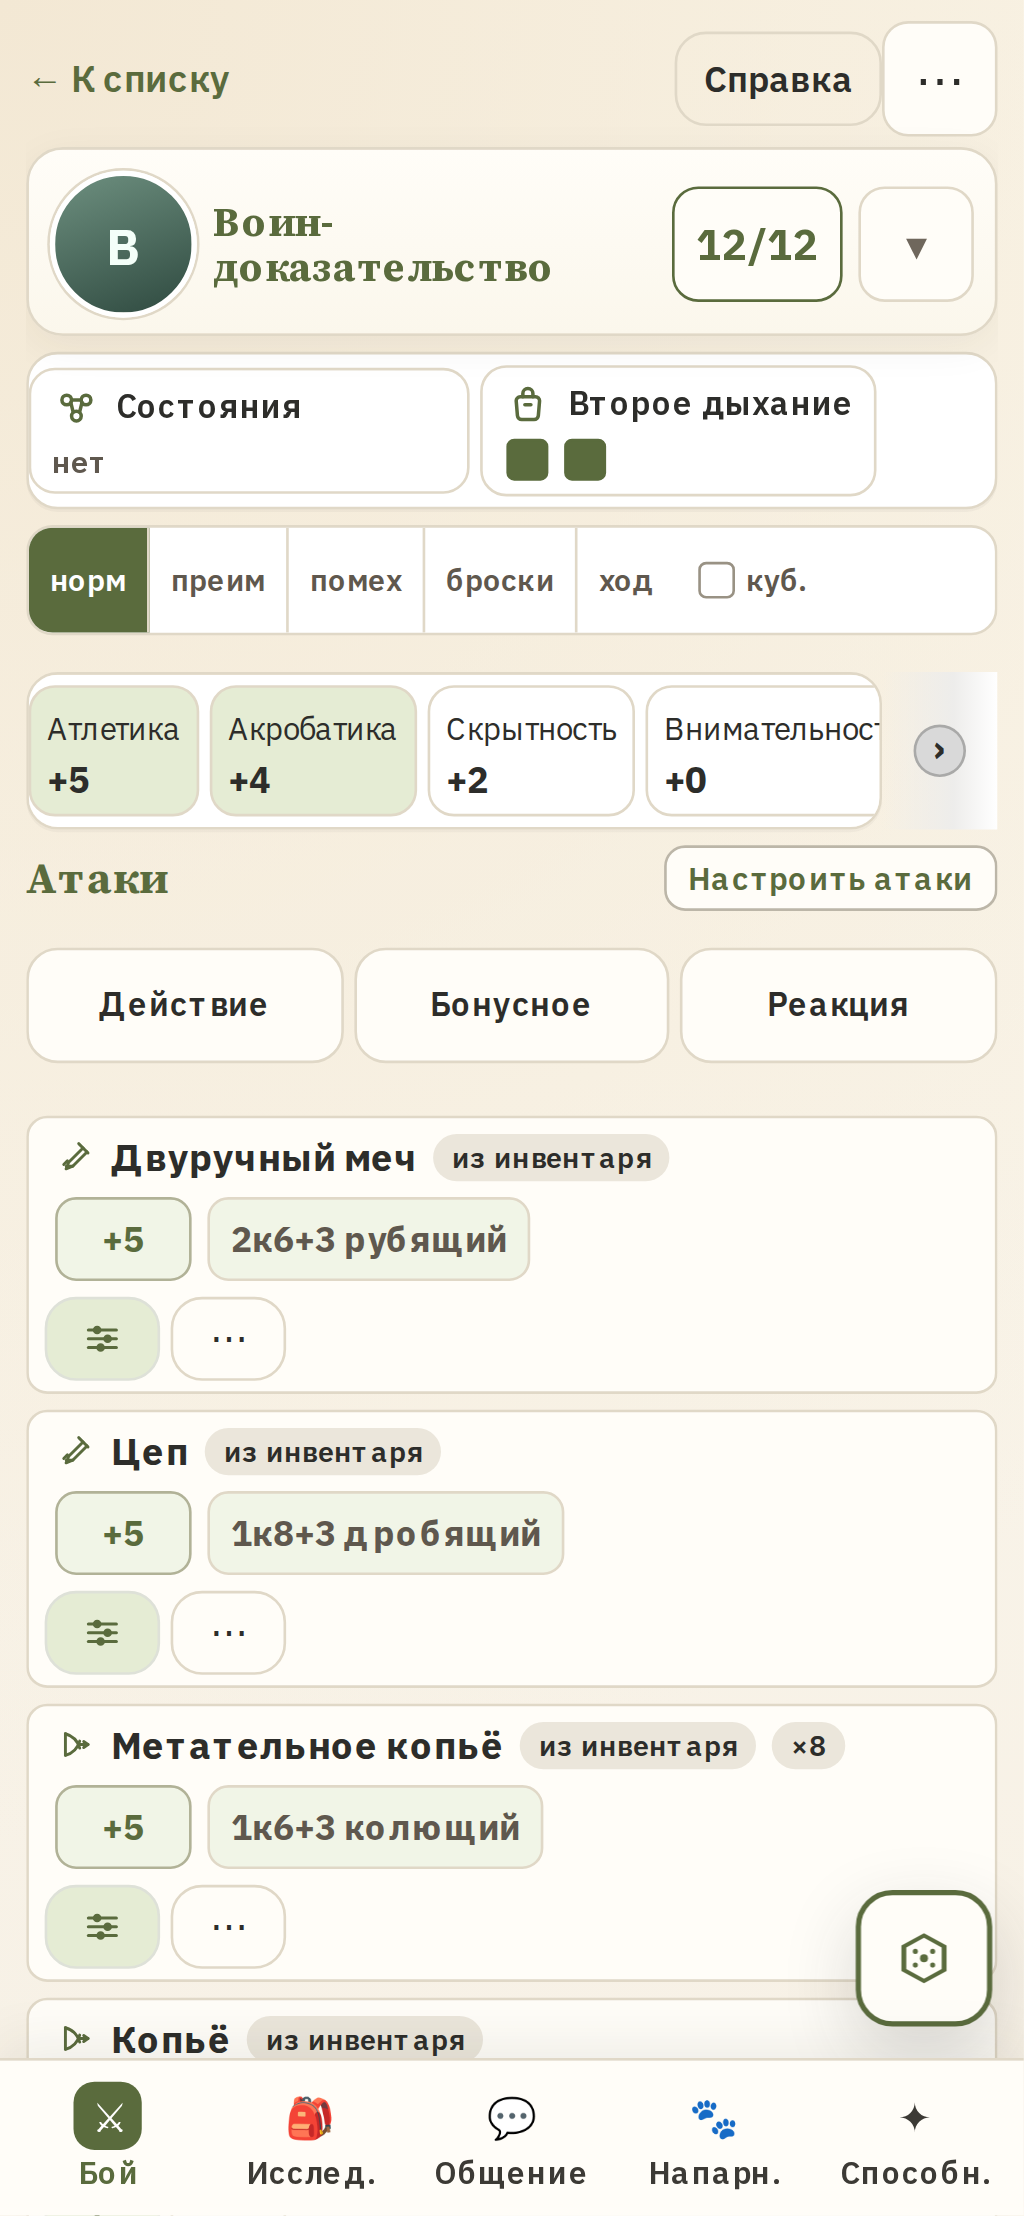 ← К списку
Справка
⋯
В
Воин-
доказательство
12/12
▼
Состояния
нет
Второе дыхание
норм преим помех броски ход куб.
Атлетика
+5
Акробатика
+4
Скрытность
+2
Внимательност
+0
›
Атаки
Настроить атаки
Действие Бонусное Реакция
Двуручный меч из инвентаря
+5 2к6+3 рубящий
⋯
Цеп из инвентаря
+5 1к8+3 дробящий
⋯
Метательное копьё из инвентаря ×8
+5 1к6+3 колющий
⋯
Копьё из инвентаря
Бой Исслед. Общение Напарн. Способн.